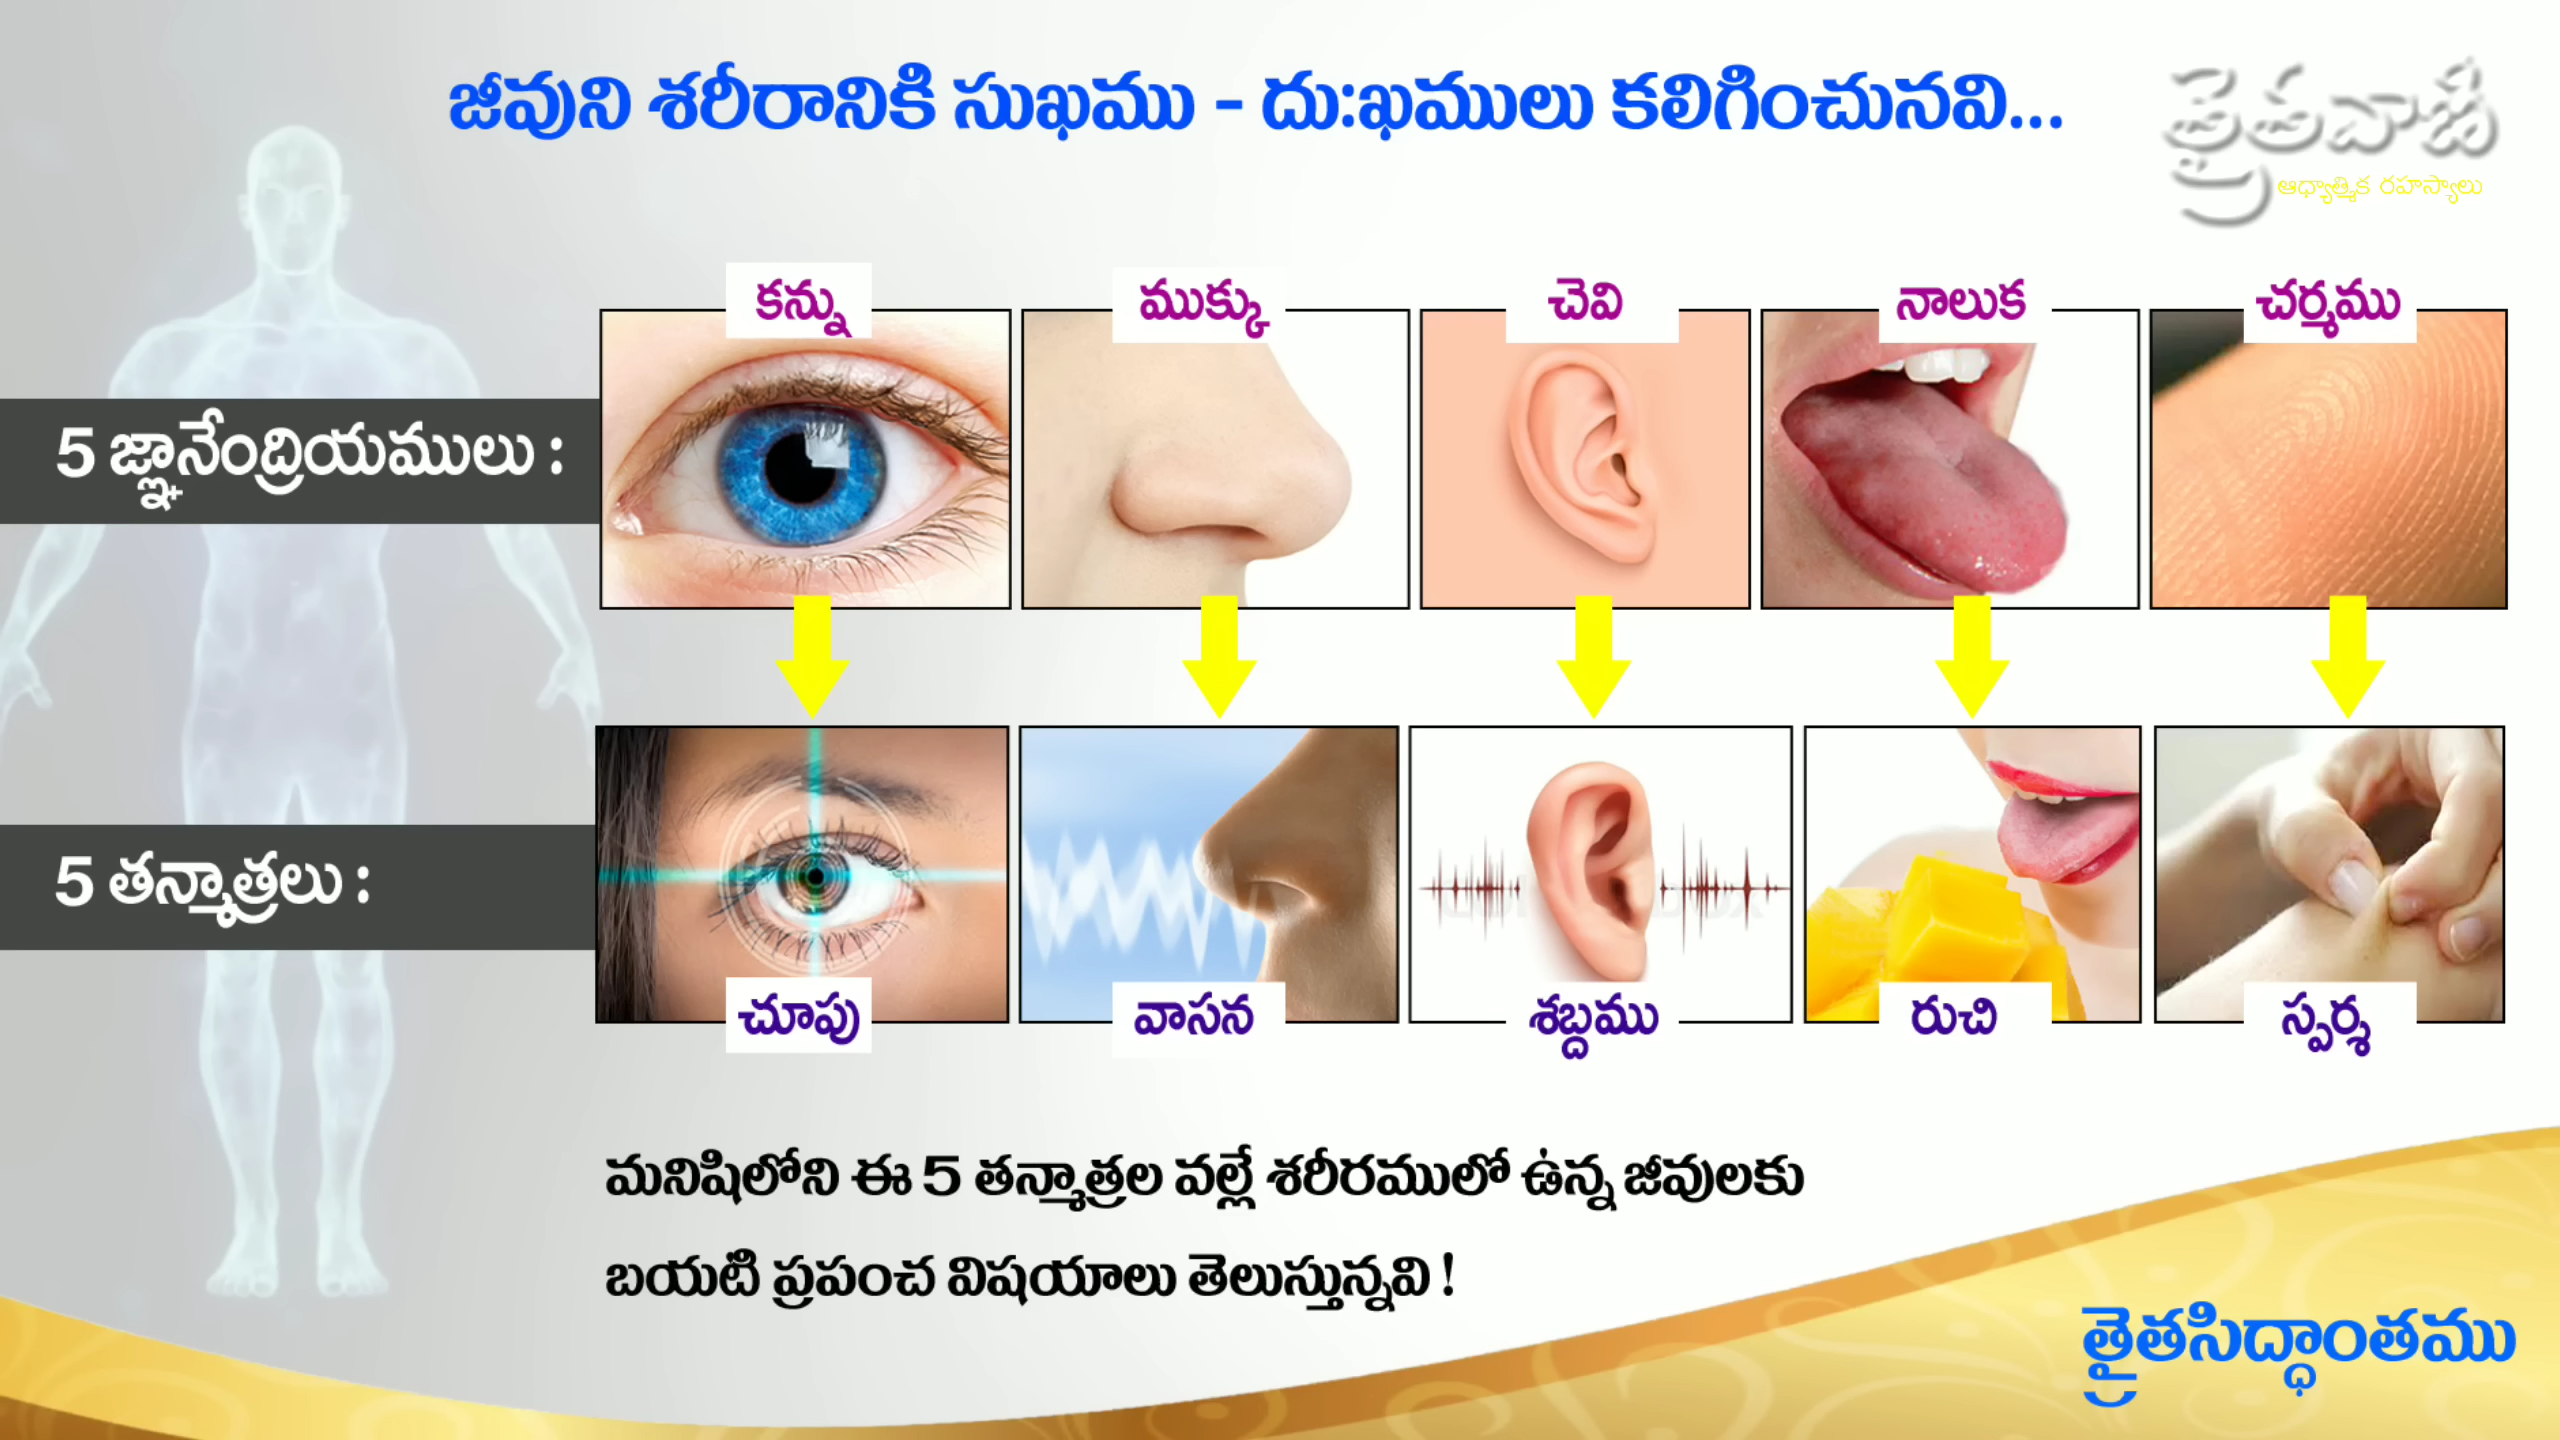 జీవుని శరీరానికి సుఖము - దు:ఖములు కలిగించునవి...
త్రైతవాణి
ఆధ్యాత్మిక రహస్యాలు
కన్ను ముక్కు చెవి నాలుక చర్మము
5 జ్ఞానేంద్రియములు :
5 తన్మాత్రలు :
చూపు వాసన శబ్దము రుచి స్పర్శ
మనిషిలోని ఈ 5 తన్మాత్రల వల్లే శరీరములో ఉన్న జీవులకు
బయటి ప్రపంచ విషయాలు తెలుస్తున్నవి !
త్రైతసిద్ధాంతము